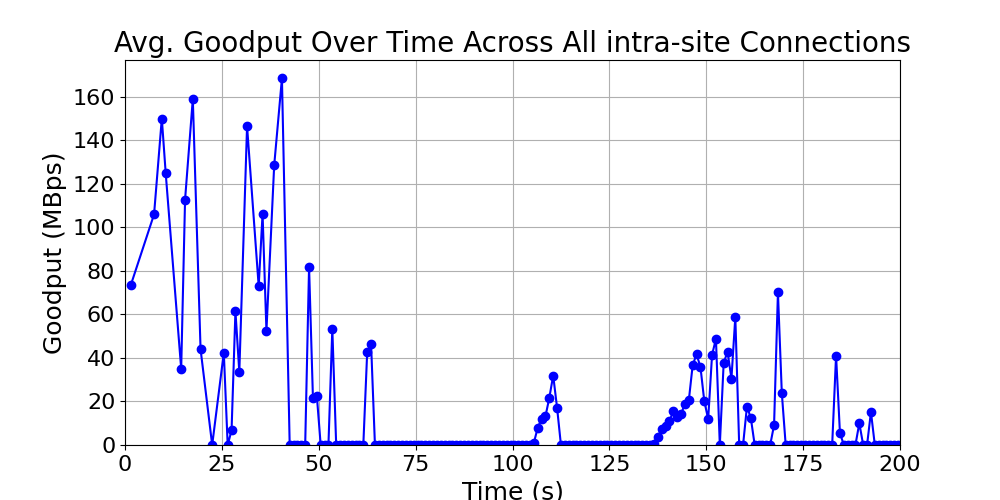 Avg. Goodput Over Time Across All intra-site Connections
160
140
120
100
80
60
40
20
0
Goodput (MBps)
0 25 50 75 100 125 150 175 200
Time (s)